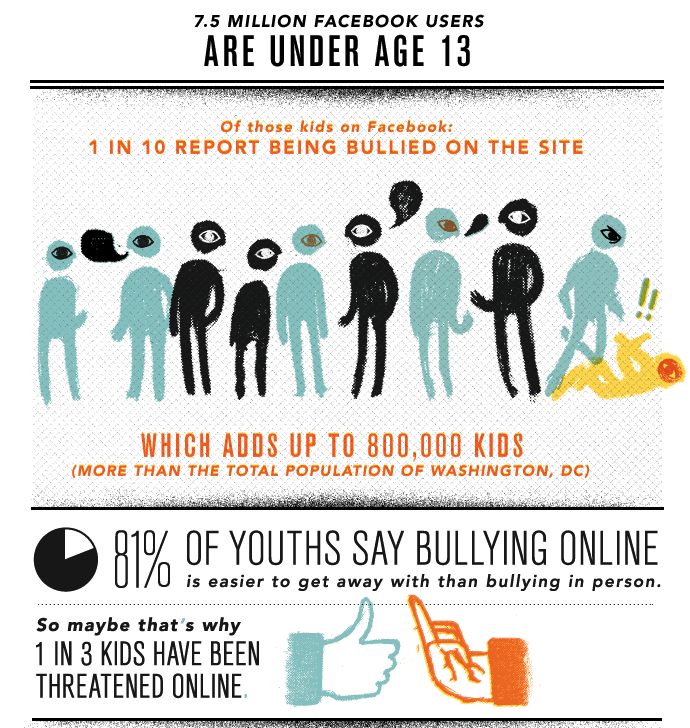 7.5 MILLION FACEBOOK USERS
ARE UNDER AGE 13
Of those kids on Facebook:
1 IN 10 REPORT BEING BULLIED ON THE SITE
!!
WHICH ADDS UP TO 800,000 KIDS
(MORE THAN THE TOTAL POPULATION OF WASHINGTON, DC)
81% OF YOUTHS SAY BULLYING ONLINE
is easier to get away with than bullying in person.
So maybe that's why
1 IN 3 KIDS HAVE BEEN
THREATENED ONLINE.